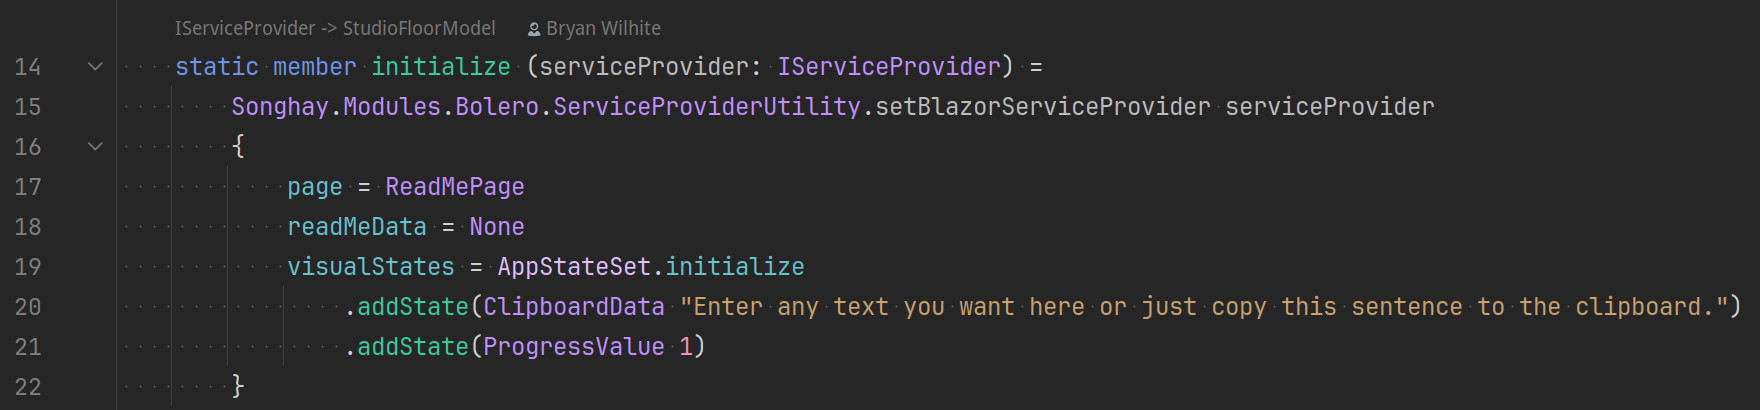 IServiceProvider -> StudioFloorModel Bryan Wilhite
14 static member initialize (serviceProvider: IServiceProvider) =
15 Songhay.Modules.Bolero.ServiceProviderUtility.setBlazorServiceProvider serviceProvider
16 {
17 page = ReadMePage
18 readMeData = None
19 visualStates = AppStateSet.initialize
20 .addState(ClipboardData "Enter any text you want here or just copy this sentence to the clipboard.")
21 .addState(ProgressValue 1)
22 }